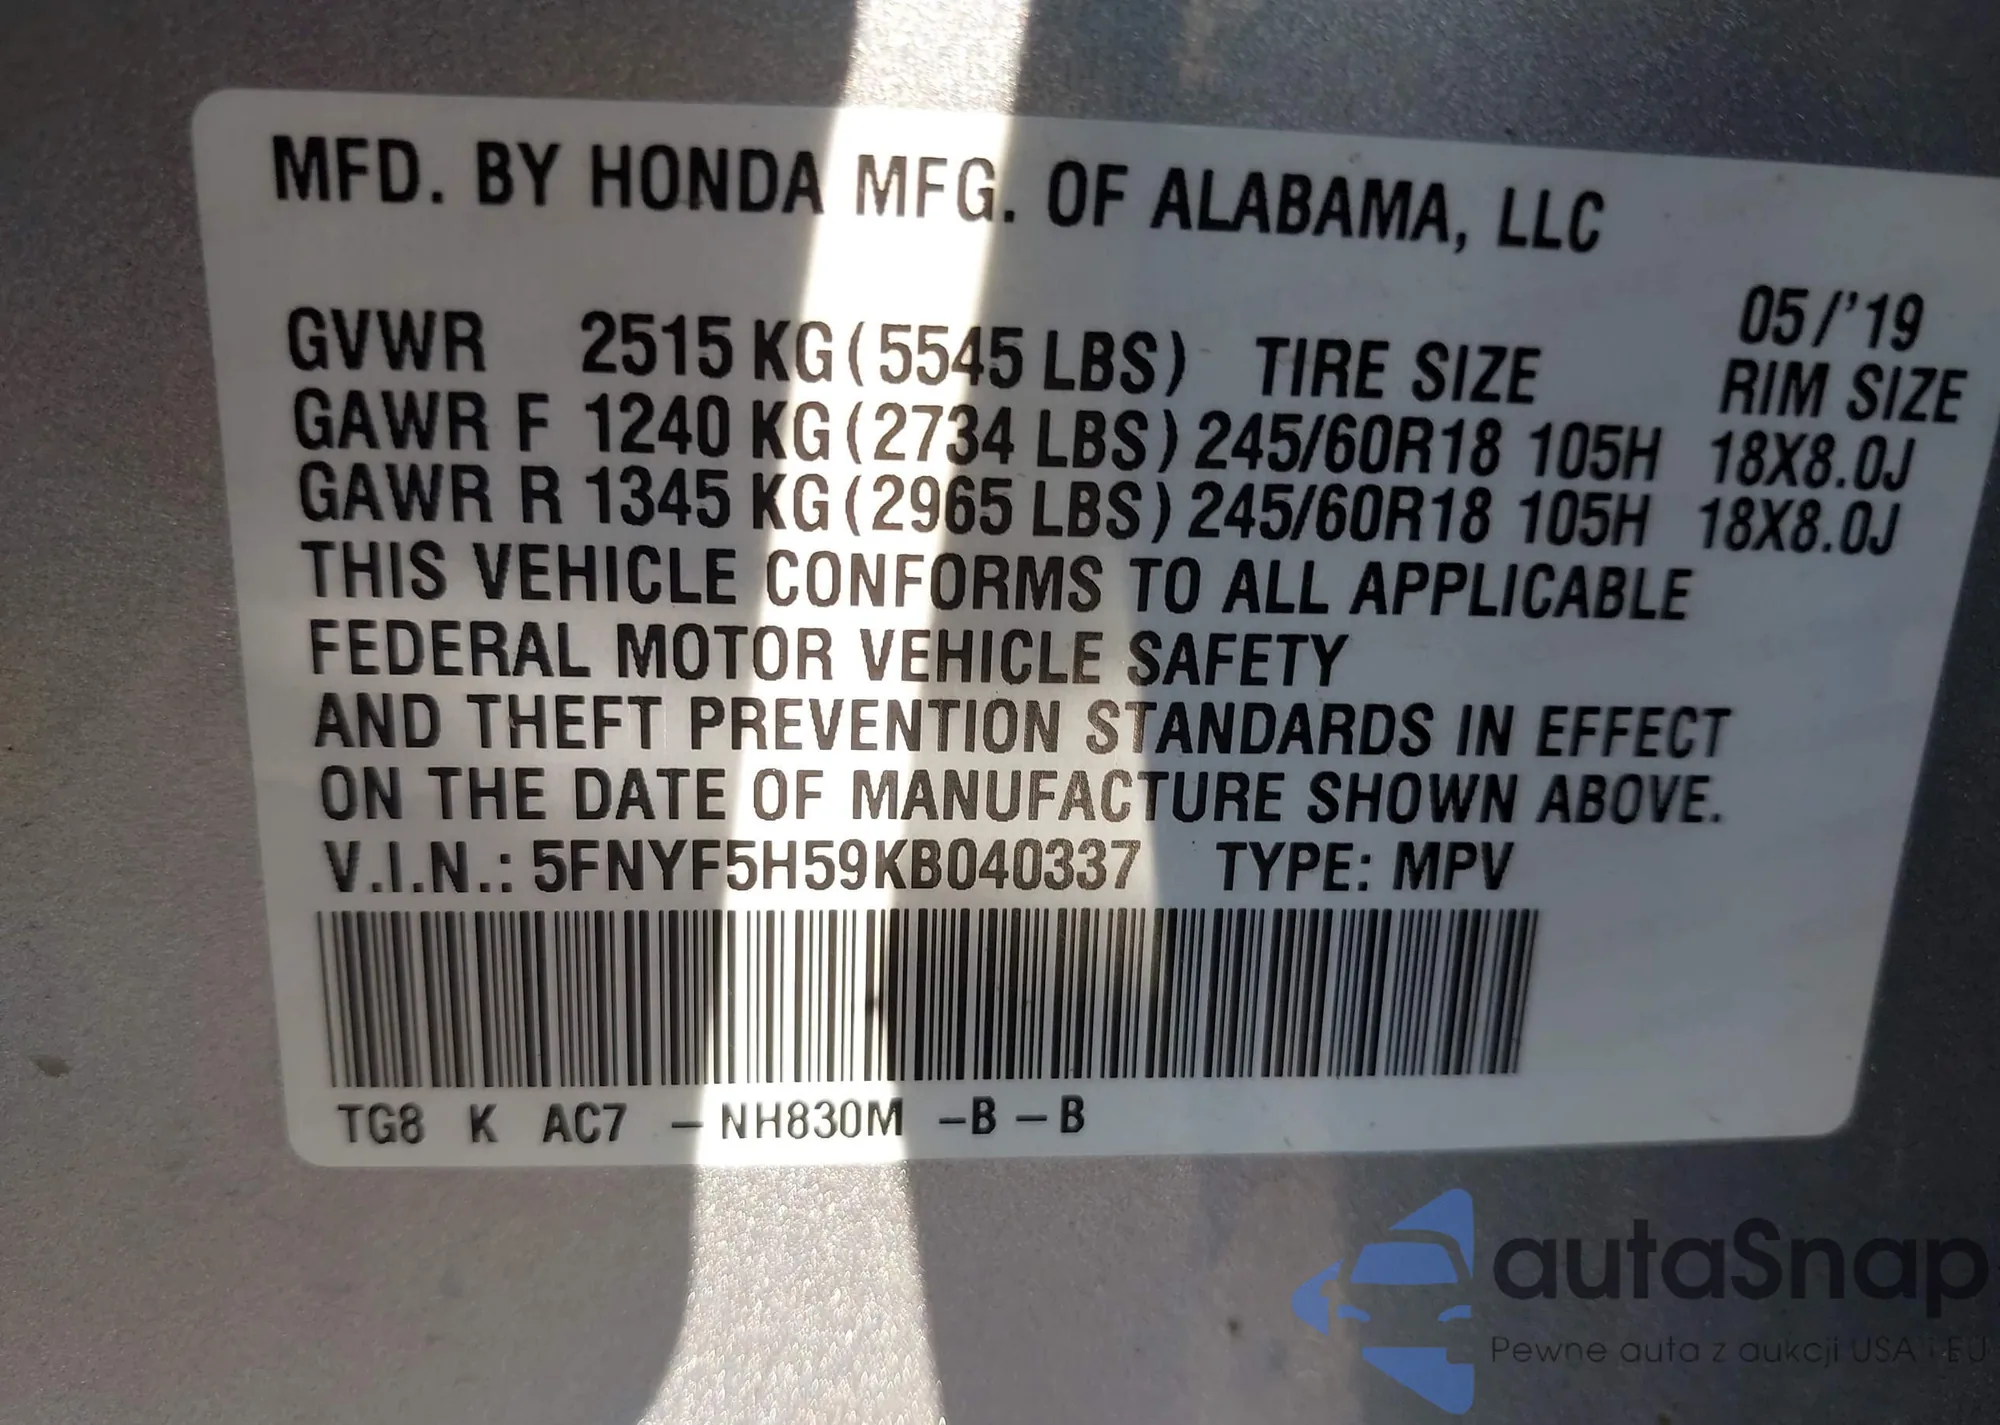 MFD. BY HONDA MFG. OF ALABAMA, LLC
05/'19
GVWR 2515 KG (5545 LBS) TIRE SIZE RIM SIZE
GAWR F 1240 KG (2734 LBS) 245/60R18 105H 18X8.0J
GAWR R 1345 KG (2965 LBS) 245/60R18 105H 18X8.0J
THIS VEHICLE CONFORMS TO ALL APPLICABLE
FEDERAL MOTOR VEHICLE SAFETY
AND THEFT PREVENTION STANDARDS IN EFFECT
ON THE DATE OF MANUFACTURE SHOWN ABOVE.
V.I.N.: 5FNYF5H59KB040337 TYPE: MPV
TG8 K AC7 – NH830M – B – B
autaSnap
Pewne auta z aukcji USA i EU